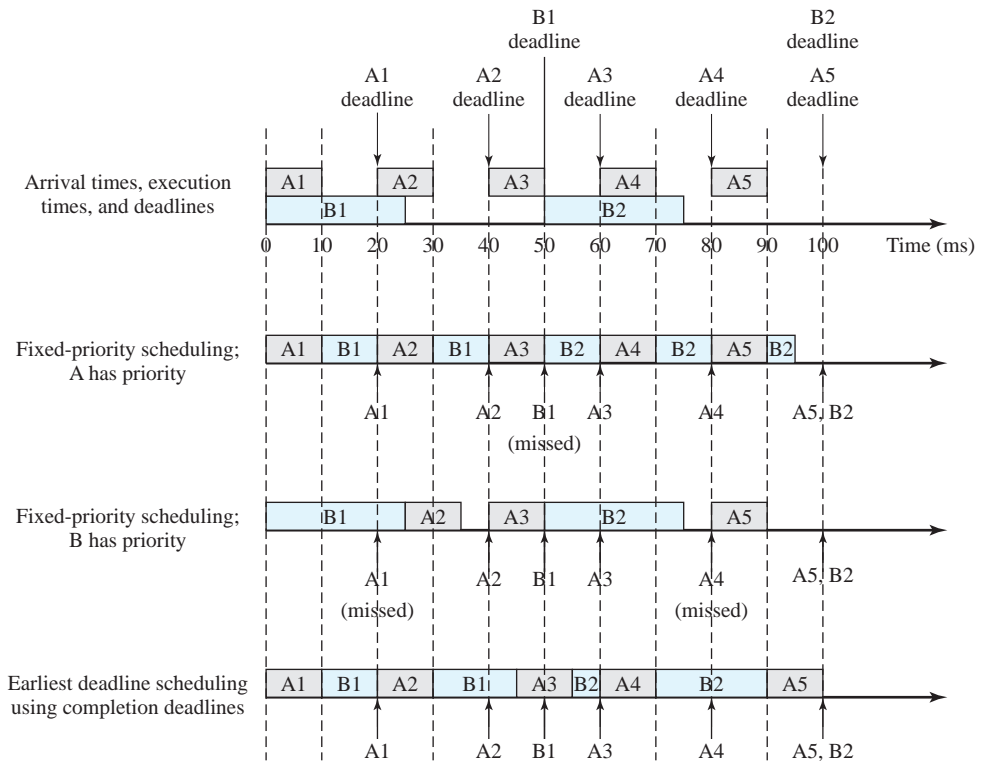 B1
deadline
B2
deadline
A1
deadline
A2
deadline
A3
deadline
A4
deadline
A5
deadline
Arrival times, execution
times, and deadlines
A1 A2 A3 A4 A5
B1 B2
0 10 20 30 40 50 60 70 80 90 100 Time (ms)
Fixed-priority scheduling;
A has priority
A1 B1 A2 B1 A3 B2 A4 B2 A5 B2
A1 A2 B1 A3 A4 A5, B2
(missed)
Fixed-priority scheduling;
B has priority
B1 A2 A3 B2 A5
A1 A2 B1 A3 A4 A5, B2
(missed) (missed)
Earliest deadline scheduling
using completion deadlines
A1 B1 A2 B1 A3 B2 A4 B2 A5
A1 A2 B1 A3 A4 A5, B2